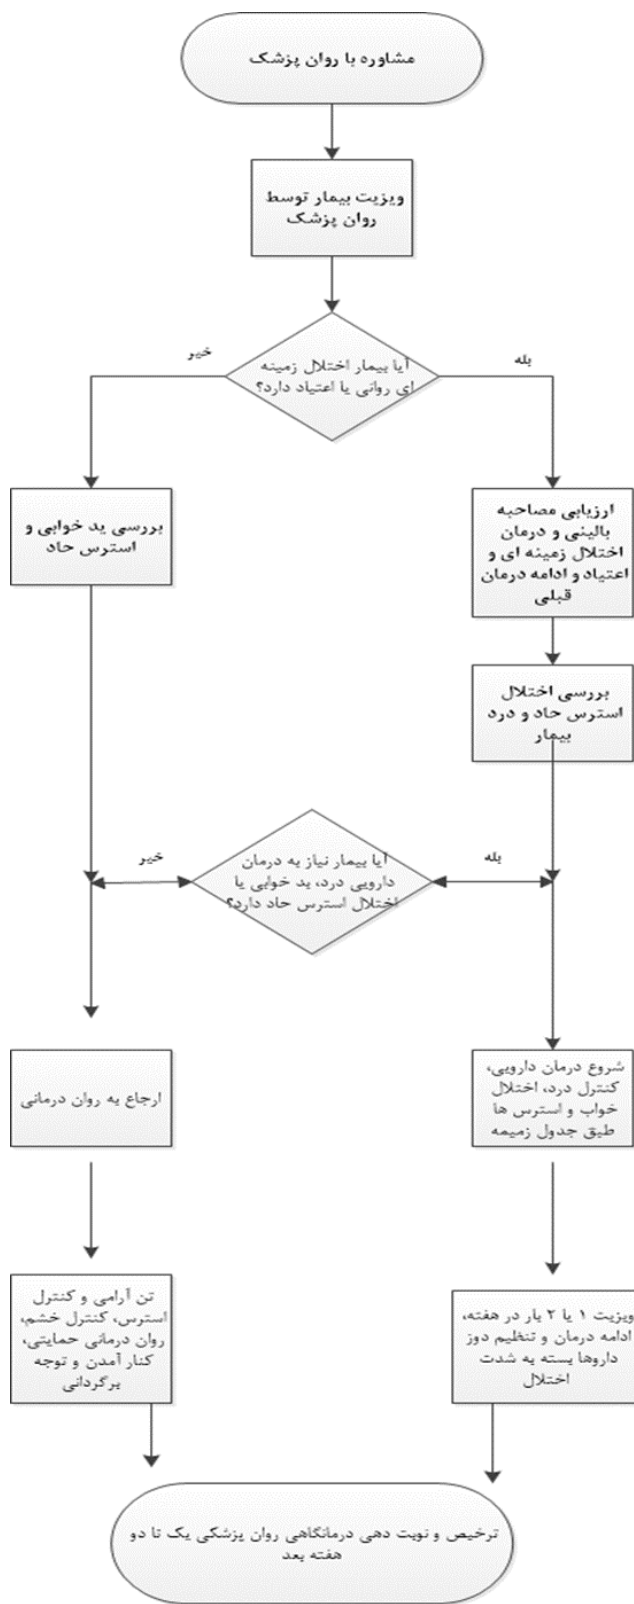 مشاوره با روان پزشک
ویزیت بیمار توسط
روان پزشک
آیا بیمار اختلال زمینه
ای روانی یا اعتیاد دارد؟
خیر
بله
ارزیابی مصاحبه
بالینی و درمان
اختلال زمینه ای و
اعتیاد و ادامه درمان
قبلی
بررسی بد خوابی و
استرس حاد
بررسی اختلال
استرس حاد و درد
بیمار
آیا بیمار نیاز به درمان
دارویی درد، بد خوابی یا
اختلال استرس حاد دارد؟
خیر
بله
شروع درمان دارویی،
کنترل درد، اختلال
خواب و استرس ها
طبق جدول زمیمه
ارجاع به روان درمانی
ویزیت ۱ یا ۲ بار در هفته،
ادامه درمان و تنظیم دوز
داروها بسته به شدت
اختلال
تن آرامی و کنترل
استرس، کنترل خشم،
روان درمانی حمایتی،
کنار آمدن و توجه
برگردانی
ترخیص و نوبت دهی درمانگاهی روان پزشکی یک تا دو
هفته بعد